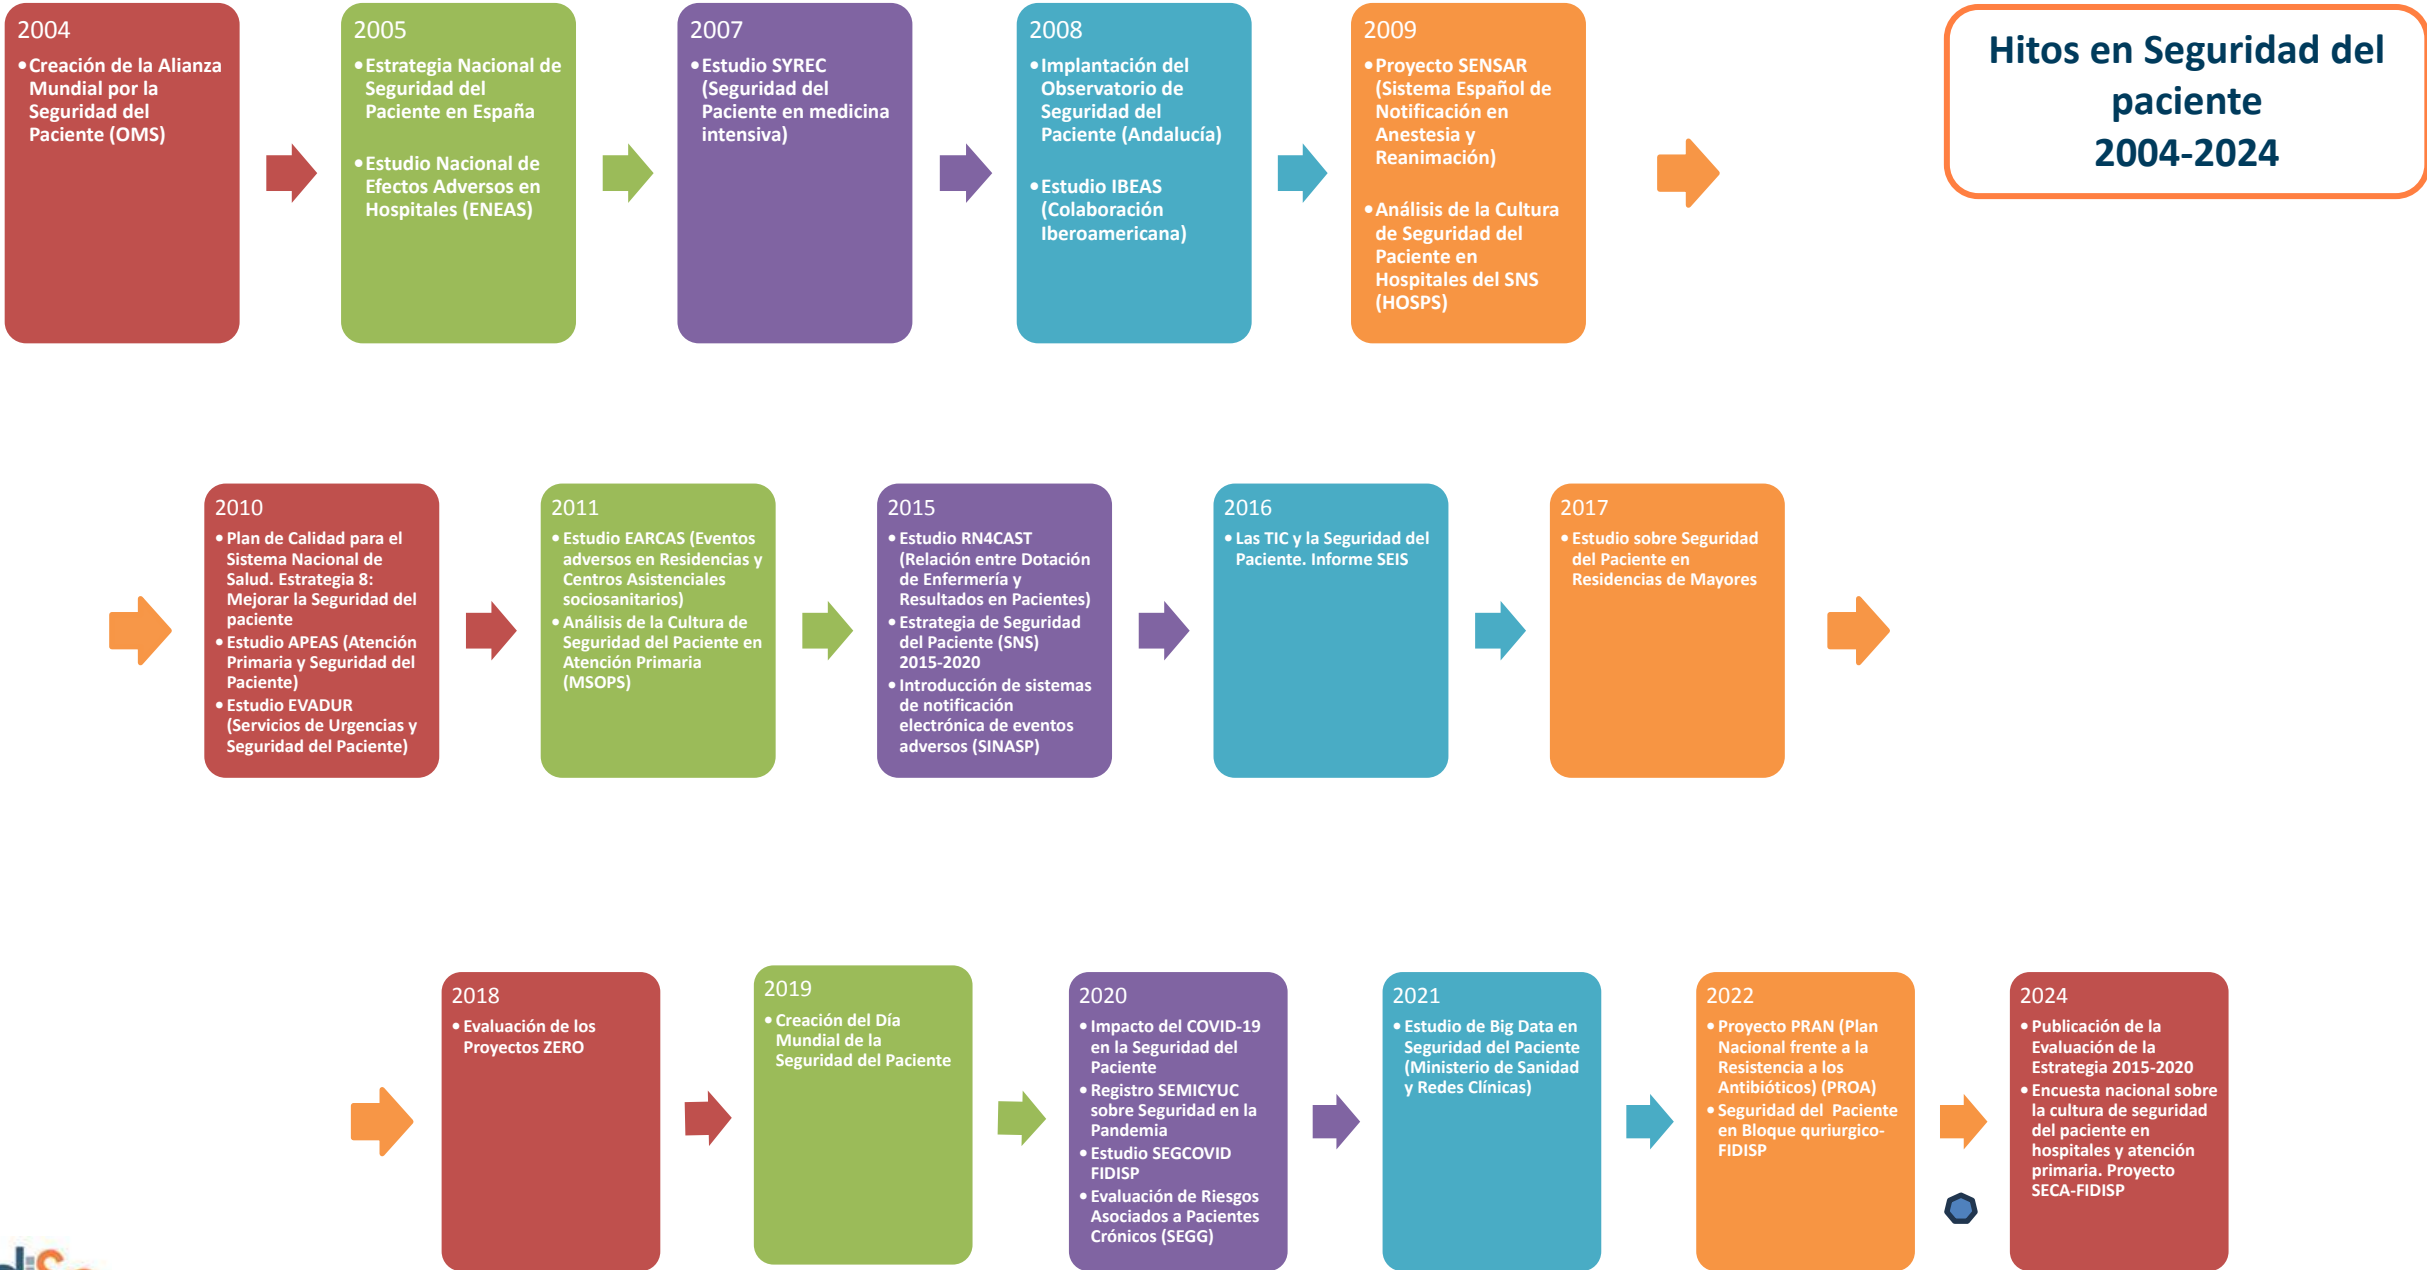 Hitos en Seguridad del
paciente
2004-2024
2004
•Creación de la Alianza
Mundial por la
Seguridad del
Paciente (OMS)
2005
•Estrategia Nacional de
Seguridad del
Paciente en España
•Estudio Nacional de
Efectos Adversos en
Hospitales (ENEAS)
2007
•Estudio SYREC
(Seguridad del
Paciente en medicina
intensiva)
2008
•Implantación del
Observatorio de
Seguridad del
Paciente (Andalucía)
•Estudio IBEAS
(Colaboración
Iberoamericana)
2009
•Proyecto SENSAR
(Sistema Español de
Notificación en
Anestesia y
Reanimación)
•Análisis de la Cultura
de Seguridad del
Paciente en
Hospitales del SNS
(HOSPS)
2010
•Plan de Calidad para el
Sistema Nacional de
Salud. Estrategia 8:
Mejorar la Seguridad del
paciente
•Estudio APEAS (Atención
Primaria y Seguridad del
Paciente)
•Estudio EVADUR
(Servicios de Urgencias y
Seguridad del Paciente)
2011
•Estudio EARCAS (Eventos
adversos en Residencias y
Centros Asistenciales
sociosanitarios)
•Análisis de la Cultura de
Seguridad del Paciente en
Atención Primaria
(MSOPS)
2015
•Estudio RN4CAST
(Relación entre Dotación
de Enfermería y
Resultados en Pacientes)
•Estrategia de Seguridad
del Paciente (SNS)
2015-2020
•Introducción de sistemas
de notificación
electrónica de eventos
adversos (SINASP)
2016
•Las TIC y la Seguridad del
Paciente. Informe SEIS
2017
•Estudio sobre Seguridad
del Paciente en
Residencias de Mayores
2018
•Evaluación de los
Proyectos ZERO
2019
•Creación del Día
Mundial de la
Seguridad del Paciente
2020
•Impacto del COVID-19
en la Seguridad del
Paciente
•Registro SEMICYUC
sobre Seguridad en la
Pandemia
•Estudio SEGCOVID
FIDISP
•Evaluación de Riesgos
Asociados a Pacientes
Crónicos (SEGG)
2021
•Estudio de Big Data en
Seguridad del Paciente
(Ministerio de Sanidad
y Redes Clínicas)
2022
•Proyecto PRAN (Plan
Nacional frente a la
Resistencia a los
Antibióticos) (PROA)
•Seguridad del  Paciente
en Bloque quriurgico-
FIDISP
2024
•Publicación de la
Evaluación de la
Estrategia 2015-2020
•Encuesta nacional sobre
la cultura de seguridad
del paciente en
hospitales y atención
primaria. Proyecto
SECA-FIDISP